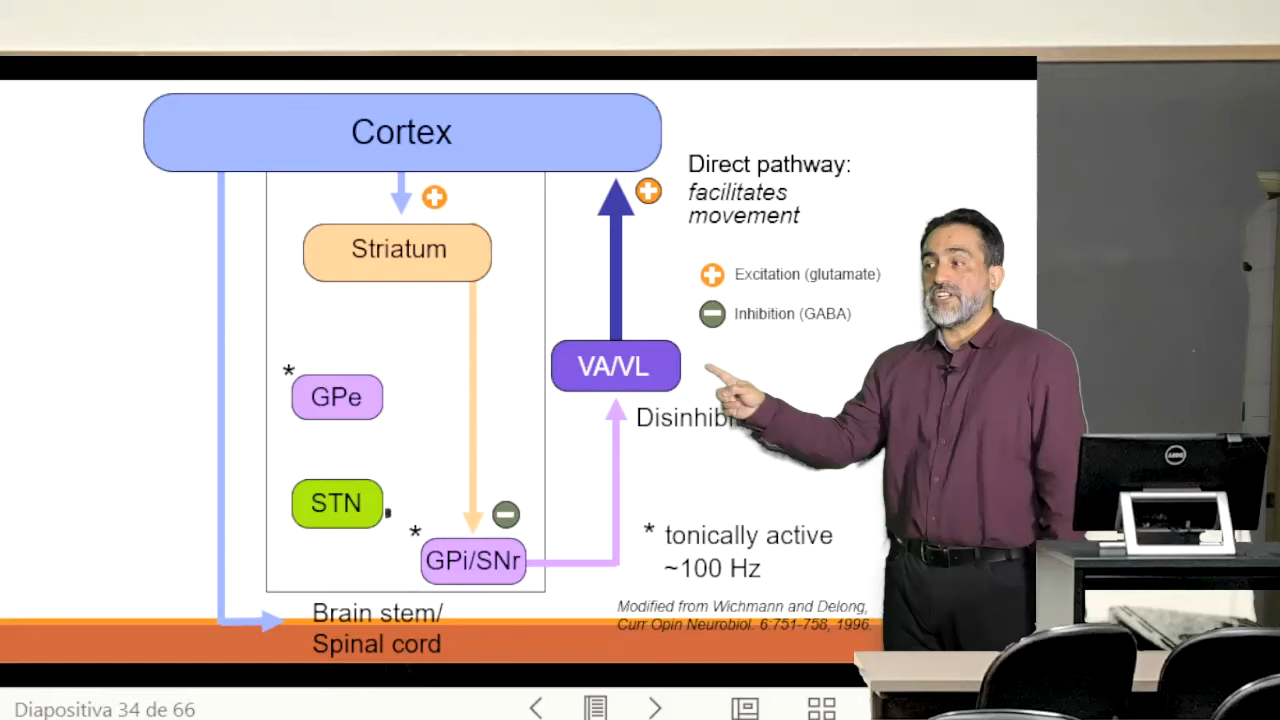 Cortex
Direct pathway:
facilitates
movement
Striatum
Excitation (glutamate)
Inhibition (GABA)
VA/VL
*
GPe
STN
*
GPi/SNr
* tonically active
~100 Hz
Brain stem/
Spinal cord
Modified from Wichmann and Delong,
Curr Opin Neurobiol. 6:751-758, 1996.
Diapositiva 34 de 66